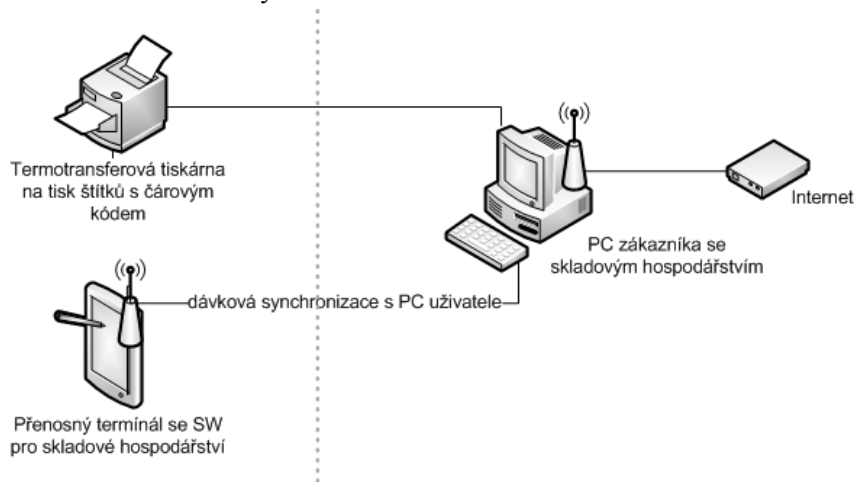 Termotransferová tiskárna
na tisk štítků s čárovým
kódem
Internet
PC zákazníka se
skladovým hospodářstvím
dávková synchronizace s PC uživatele
Přenosný termínál se SW
pro skladové hospodářství